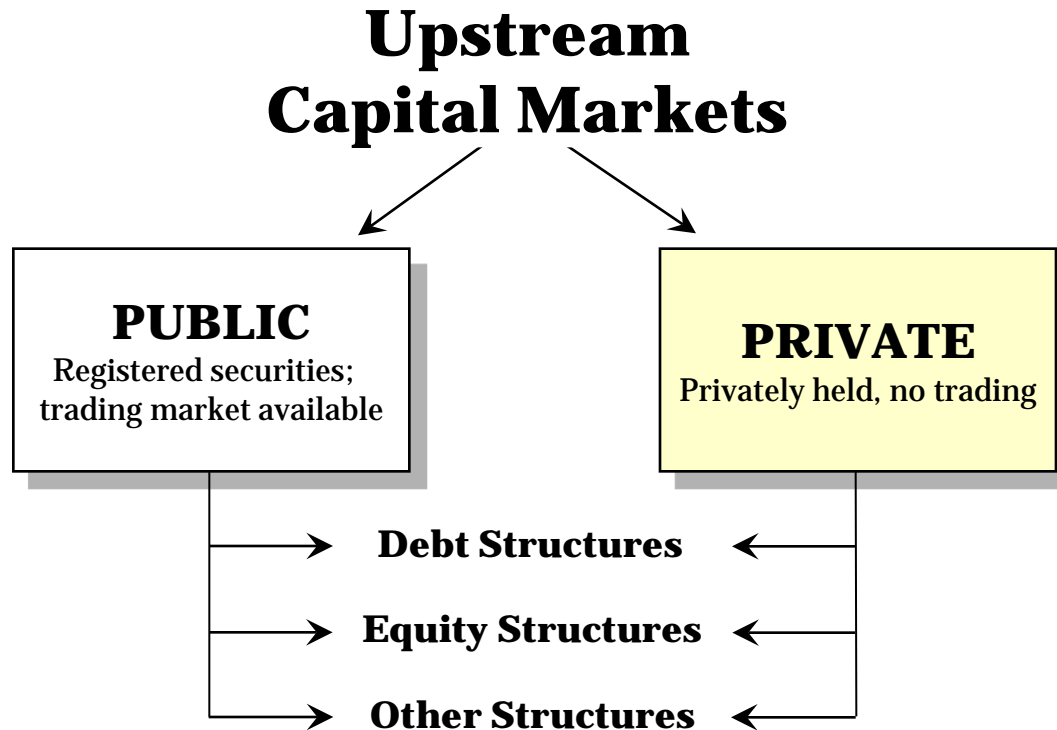 Upstream
Capital Markets
PUBLIC
Registered securities;
trading market available
PRIVATE
Privately held, no trading
Debt Structures
Equity Structures
Other Structures